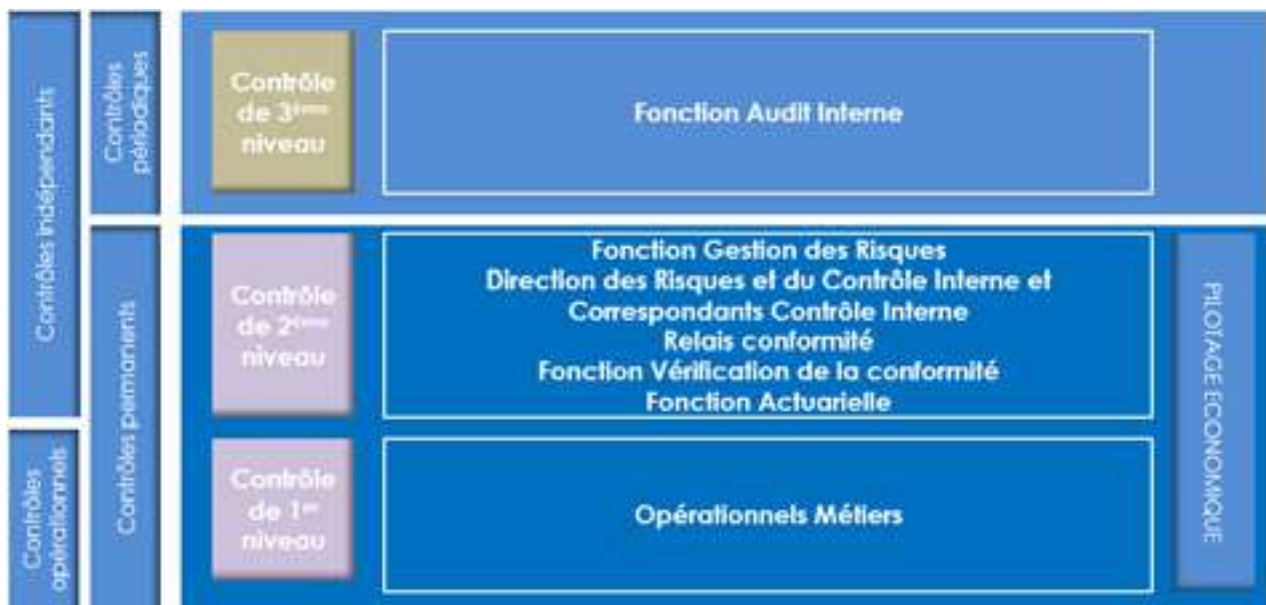 Contrôles indépendants
Contrôles
périodiques
Contrôle
de 3ème
niveau
Fonction Audit Interne
Contrôles permanents
Contrôle
de 2ème
niveau
Fonction Gestion des Risques
Direction des Risques et du Contrôle Interne et
Correspondants Contrôle Interne
Relais conformité
Fonction Vérification de la conformité
Fonction Actuarielle
PILOTAGE ECONOMIQUE
Contrôles
opérationnels
Contrôle
de 1er
niveau
Opérationnels Métiers